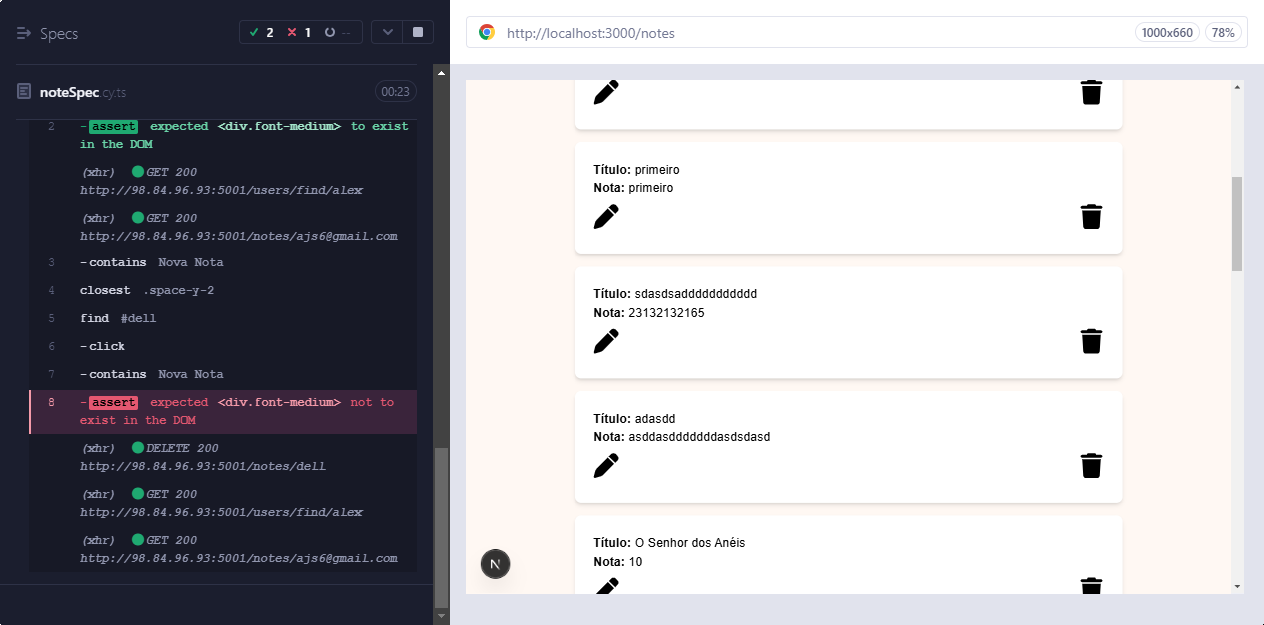 Specs
2
1
--
noteSpec.cy.ts
00:23
2 -assert expected <div.font-medium> to exist
in the DOM
(xhr) GET 200
http://98.84.96.93:5001/users/find/alex
(xhr) GET 200
http://98.84.96.93:5001/notes/ajs6@gmail.com
3 -contains Nova Nota
4 closest .space-y-2
5 find #dell
6 -click
7 -contains Nova Nota
8 -assert expected <div.font-medium> not to
exist in the DOM
(xhr) DELETE 200
http://98.84.96.93:5001/notes/dell
(xhr) GET 200
http://98.84.96.93:5001/users/find/alex
(xhr) GET 200
http://98.84.96.93:5001/notes/ajs6@gmail.com
http://localhost:3000/notes
1000x660
78%
Título: primeiro
Nota: primeiro
Título: sdasdsaddddddddddd
Nota: 23132132165
Título: adasdd
Nota: asddasdddddddasdsdasd
Título: O Senhor dos Anéis
Nota: 10
N